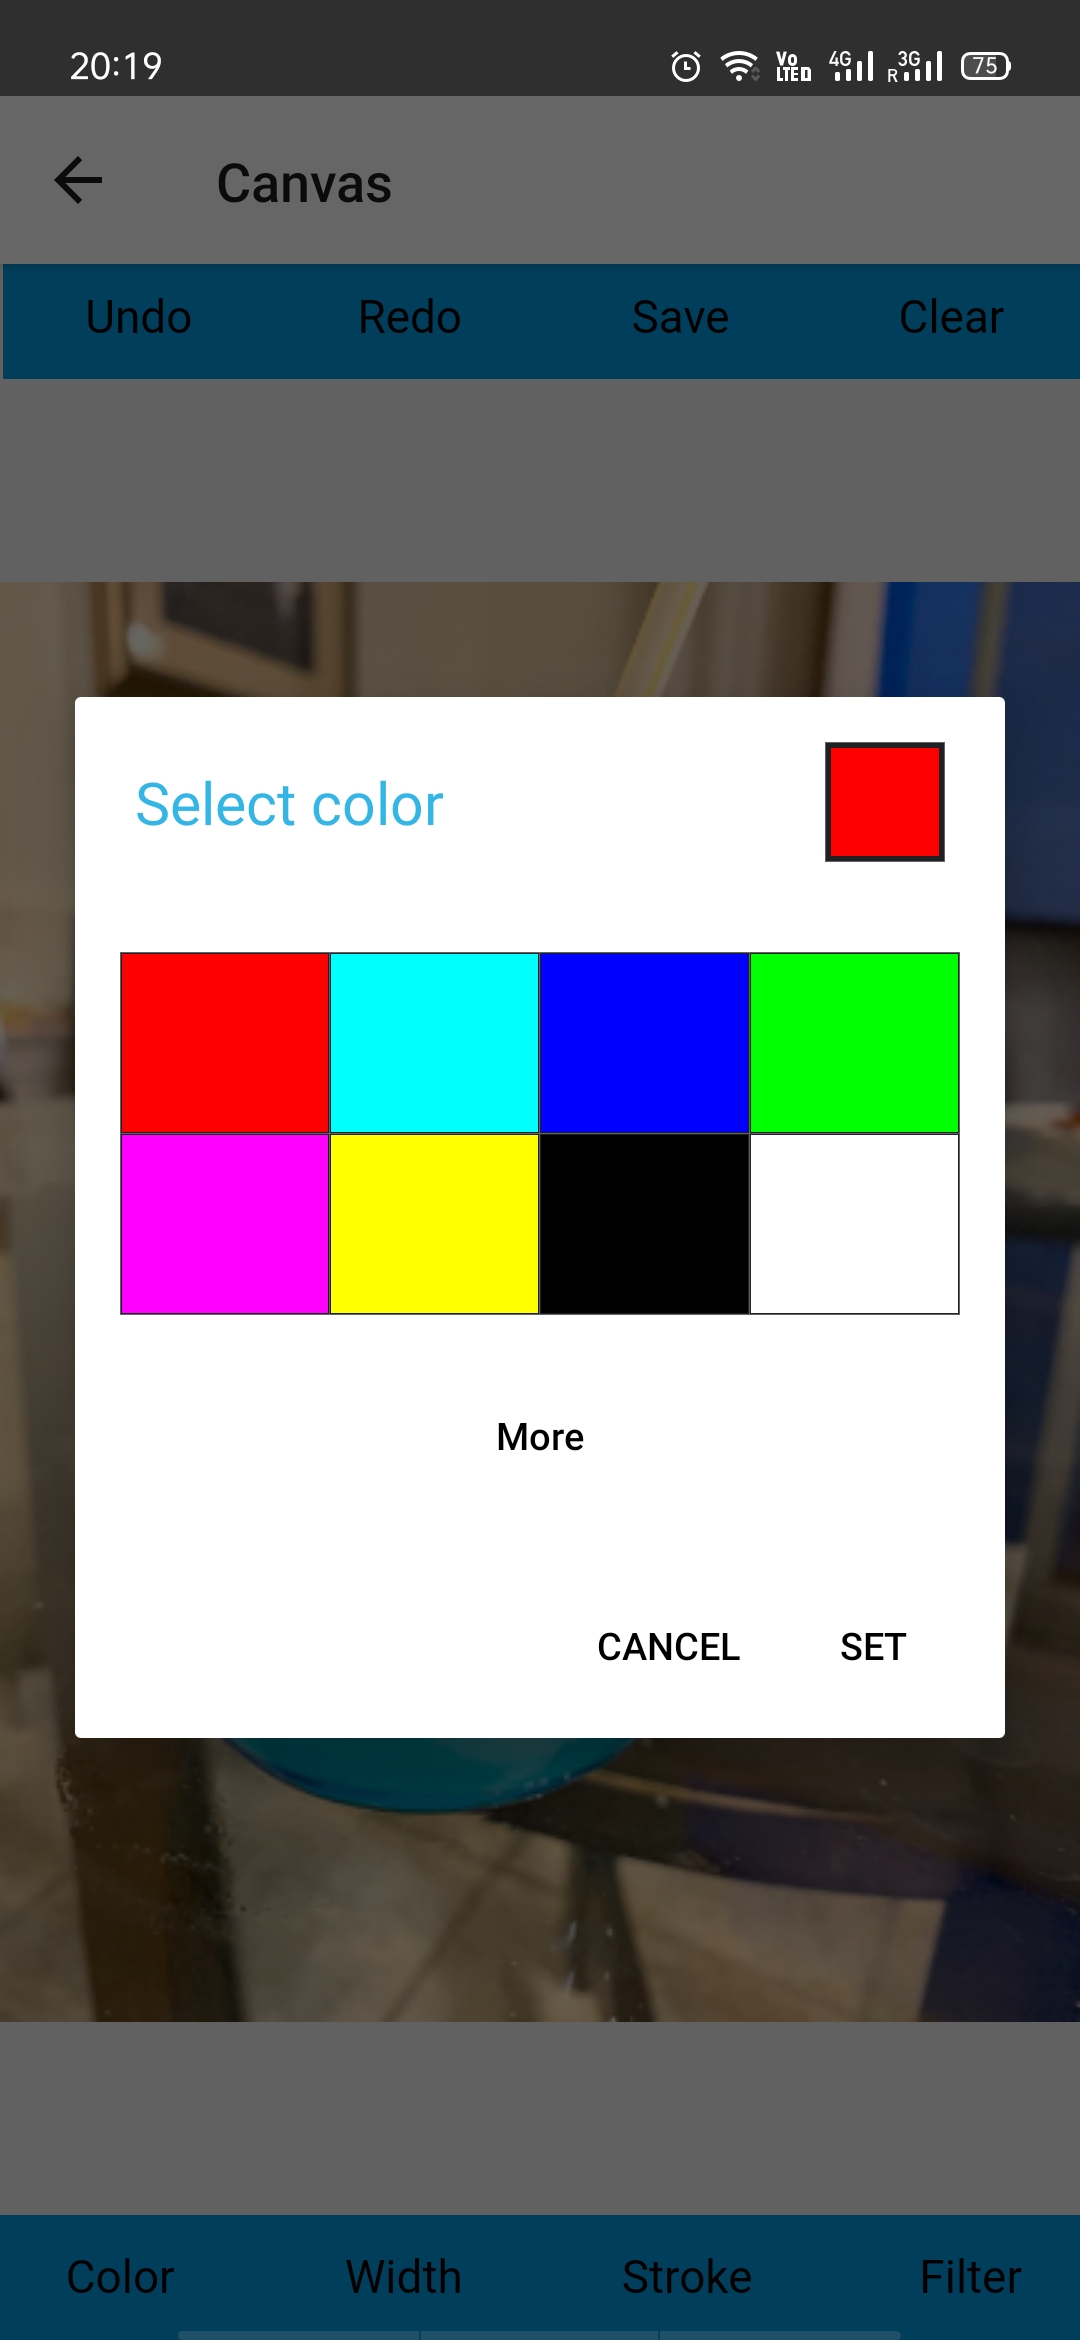 20:19 Vo LTE 4G R 3G 75
Canvas
Undo Redo Save Clear
Select color
More
CANCEL SET
Color Width Stroke Filter